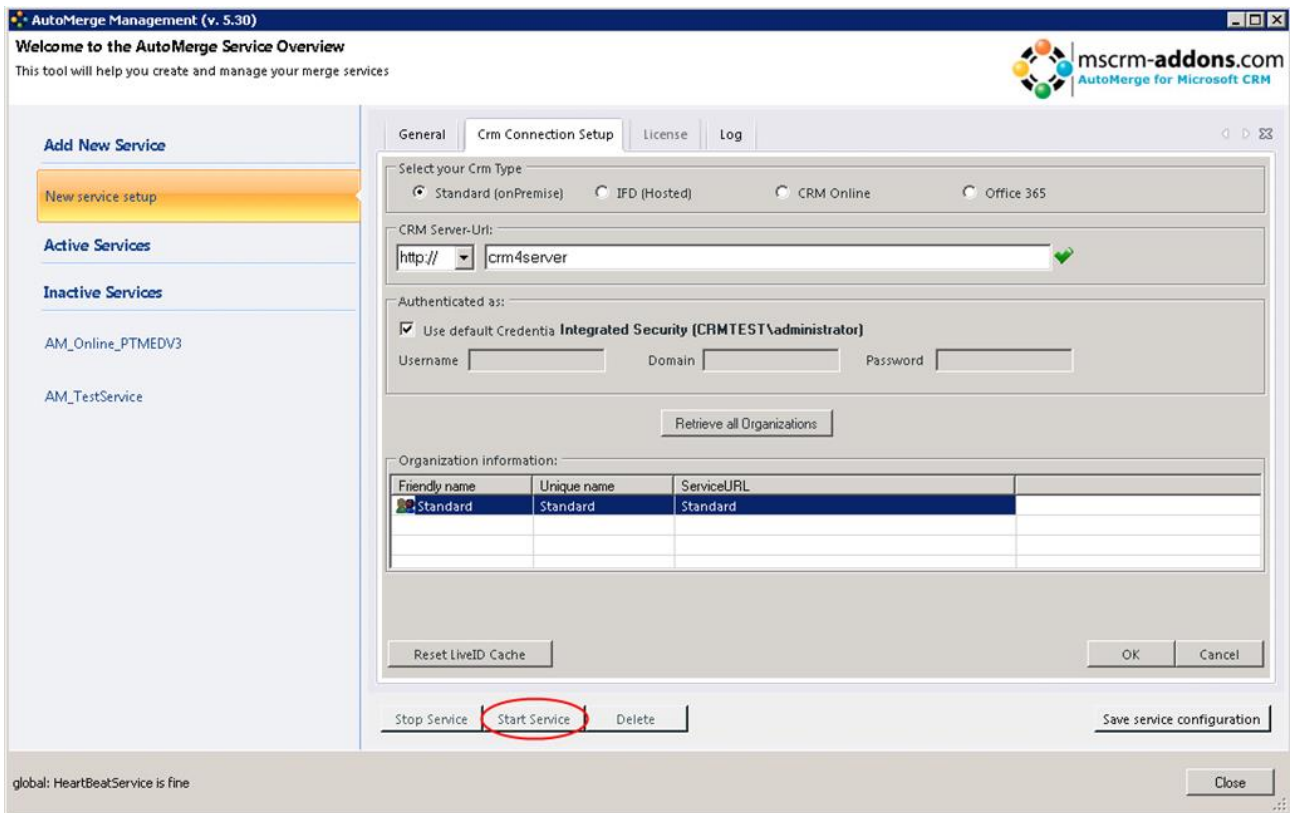 AutoMerge Management (v. 5.30)
Welcome to the AutoMerge Service Overview
This tool will help you create and manage your merge services
mscrm-addons.com
AutoMerge for Microsoft CRM
Add New Service
New service setup
Active Services
Inactive Services
AM_Online_PTMEDV3
AM_TestService
General Crm Connection Setup License Log
Select your Crm Type
Standard (onPremise) IFD (Hosted) CRM Online Office 365
CRM Server-Url:
http:// crm4server
Authenticated as:
Use default Credentia Integrated Security (CRMTEST\administrator)
Username Domain Password
Retrieve all Organizations
Organization information:
Friendly name Unique name ServiceURL
Standard Standard Standard
Reset LiveID Cache OK Cancel
Stop Service Start Service Delete Save service configuration
global: HeartBeatService is fine Close